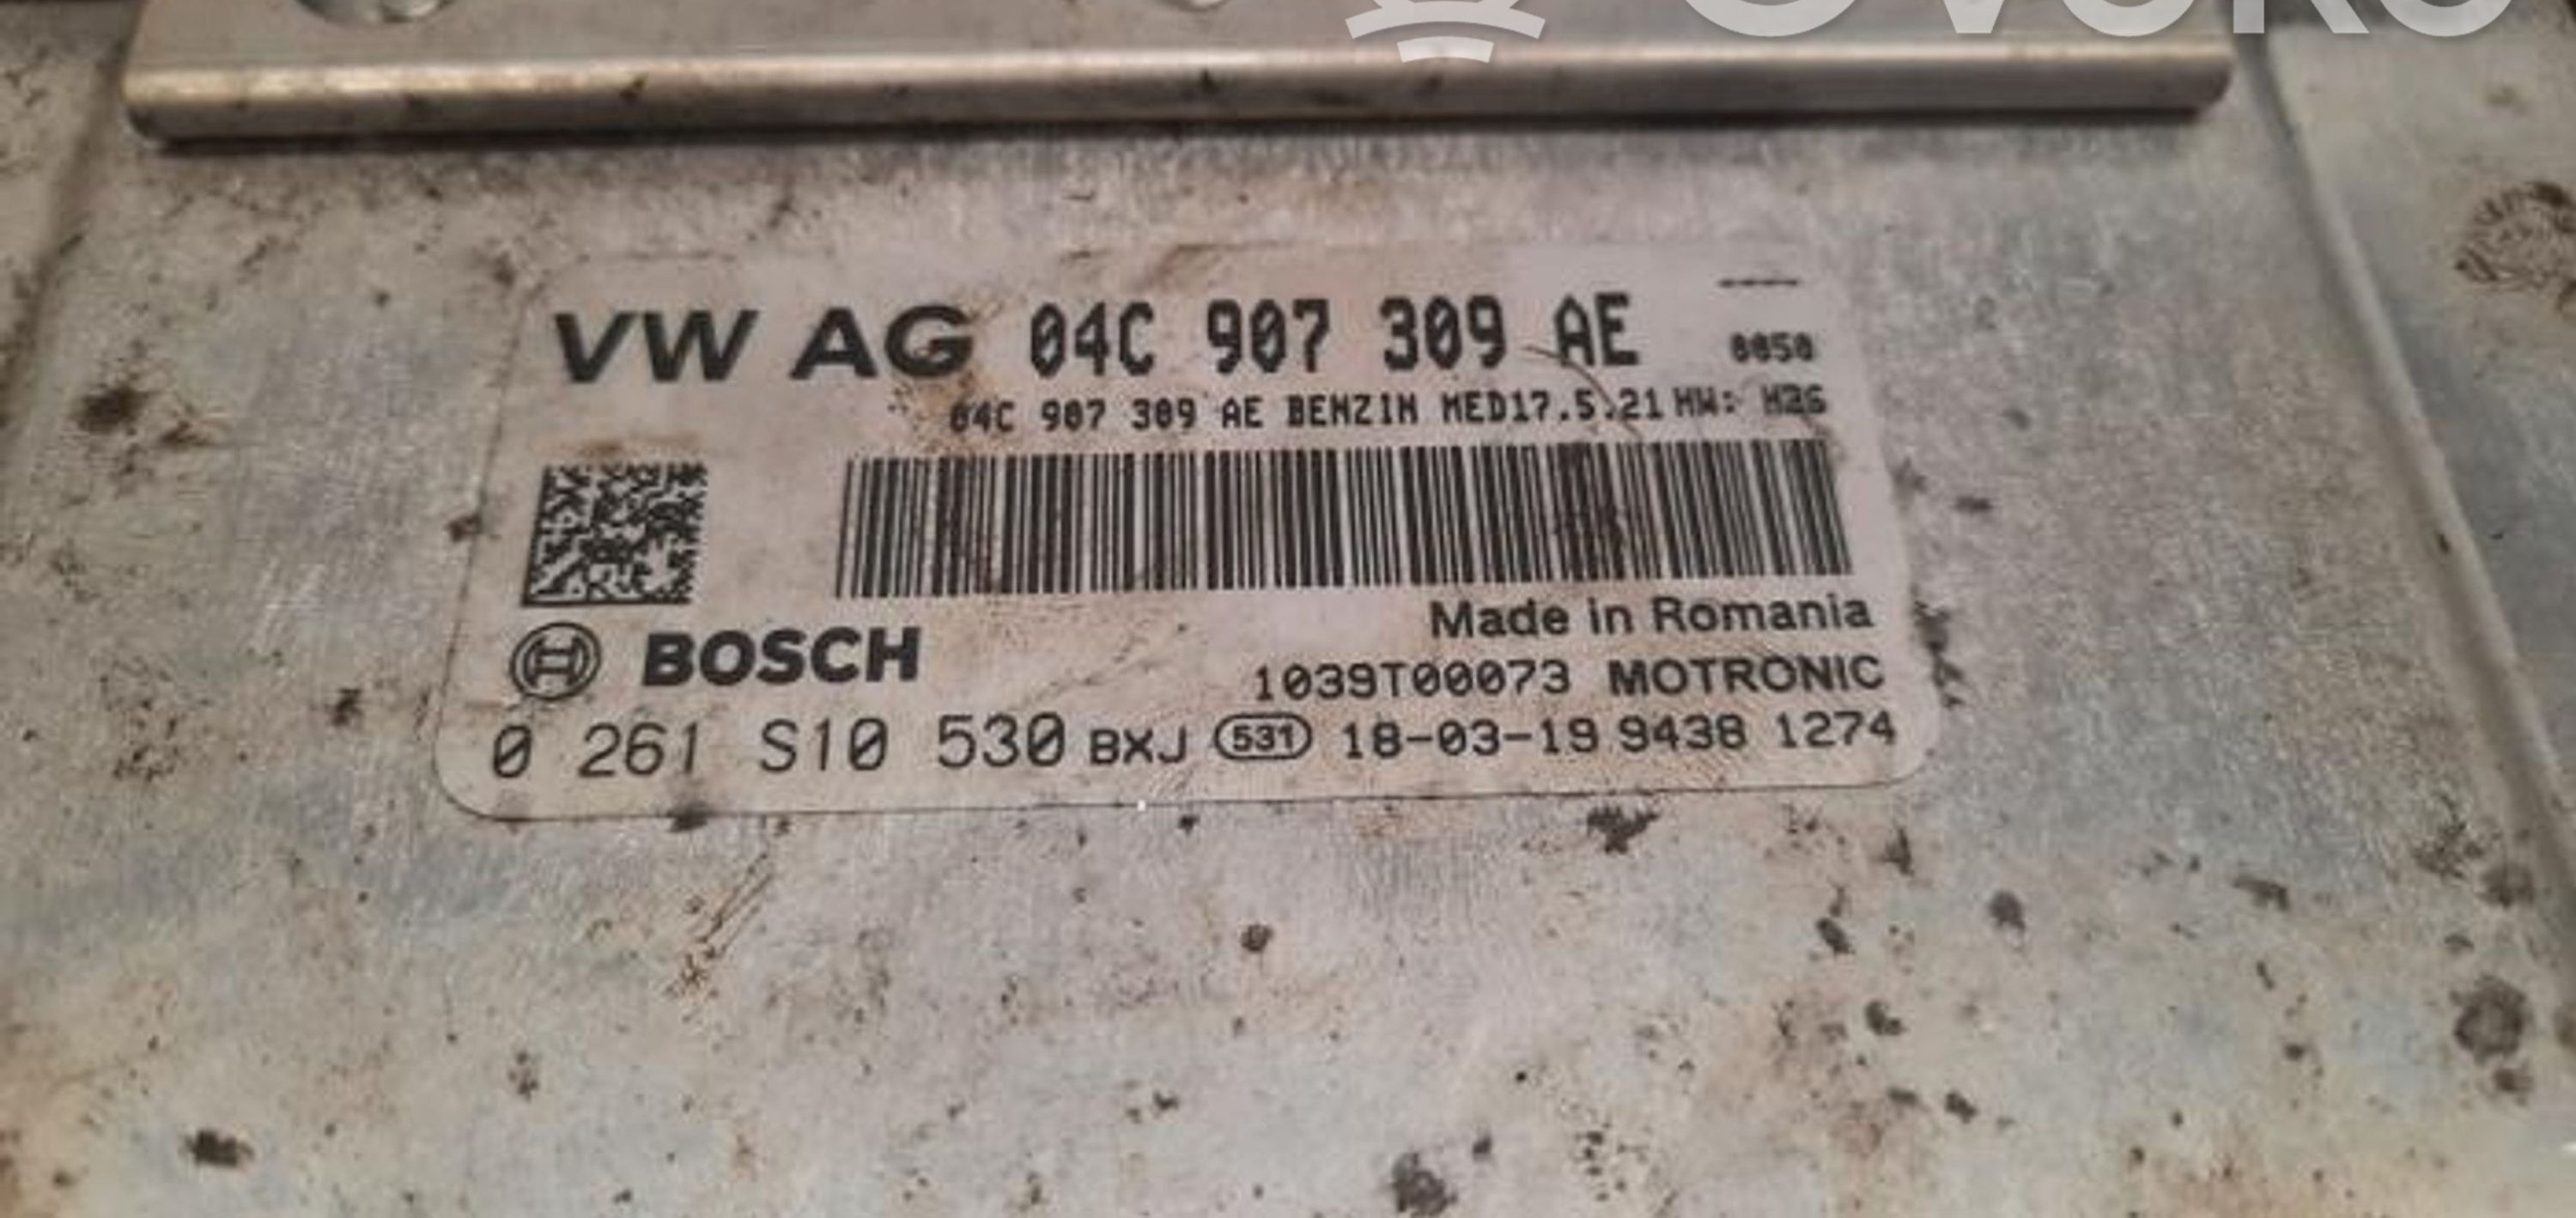 VW AG 04C 907 309 AE
0050
04C 907 309 AE BENZIN MED17.5.21 HW: H26
Made in Romania
BOSCH
1039T00073 MOTRONIC
0 261 S10 530 BXJ 531 18-03-19 9438 1274